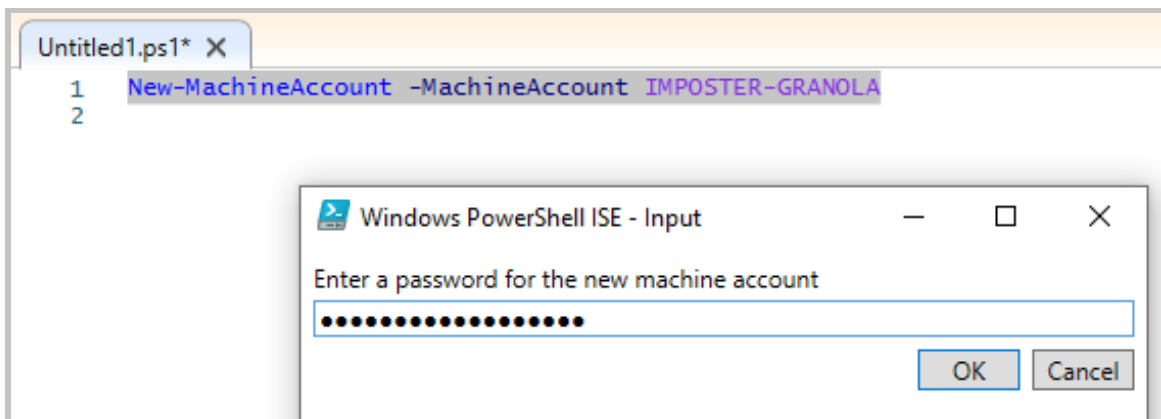 Untitled1.ps1*
1 New-MachineAccount -MachineAccount IMPOSTER-GRANOLA
2
Windows PowerShell ISE - Input
Enter a password for the new machine account
●●●●●●●●●●●●●●●●●●
OK Cancel